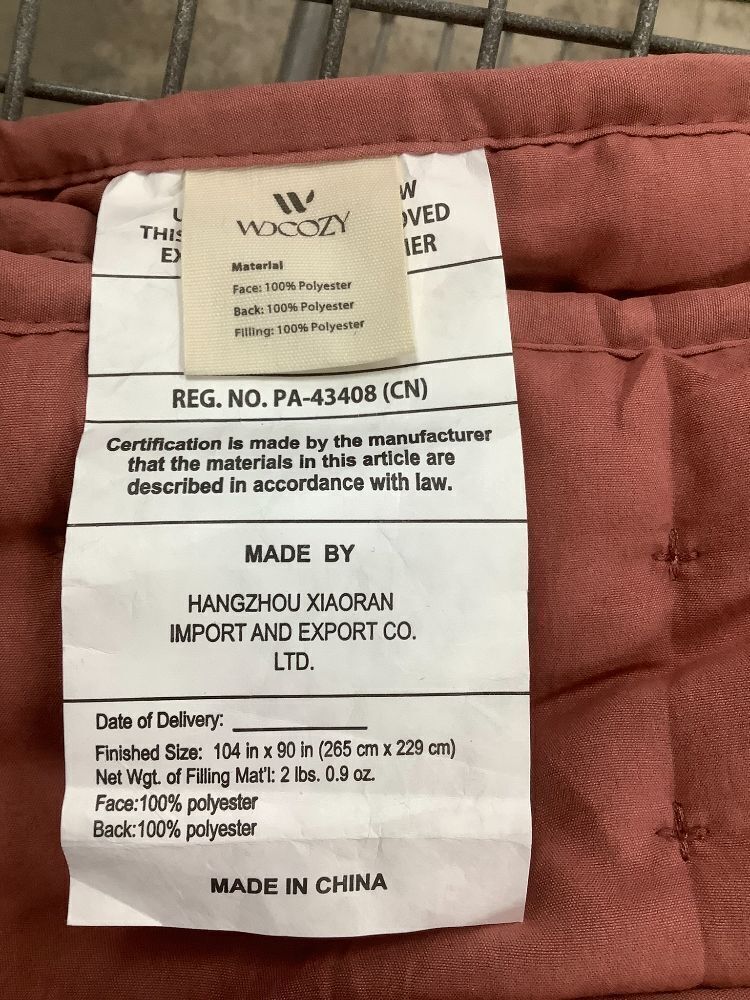 W
WOCOZY
THIS OVED
IER
Material
Face: 100% Polyester
Back: 100% Polyester
Filling: 100% Polyester
REG. NO. PA-43408 (CN)
Certification is made by the manufacturer
that the materials in this article are
described in accordance with law.
MADE BY
HANGZHOU XIAORAN
IMPORT AND EXPORT CO.
LTD.
Date of Delivery:
Finished Size: 104 in x 90 in (265 cm x 229 cm)
Net Wgt. of Filling Mat'l: 2 lbs. 0.9 oz.
Face:100% polyester
Back:100% polyester
MADE IN CHINA